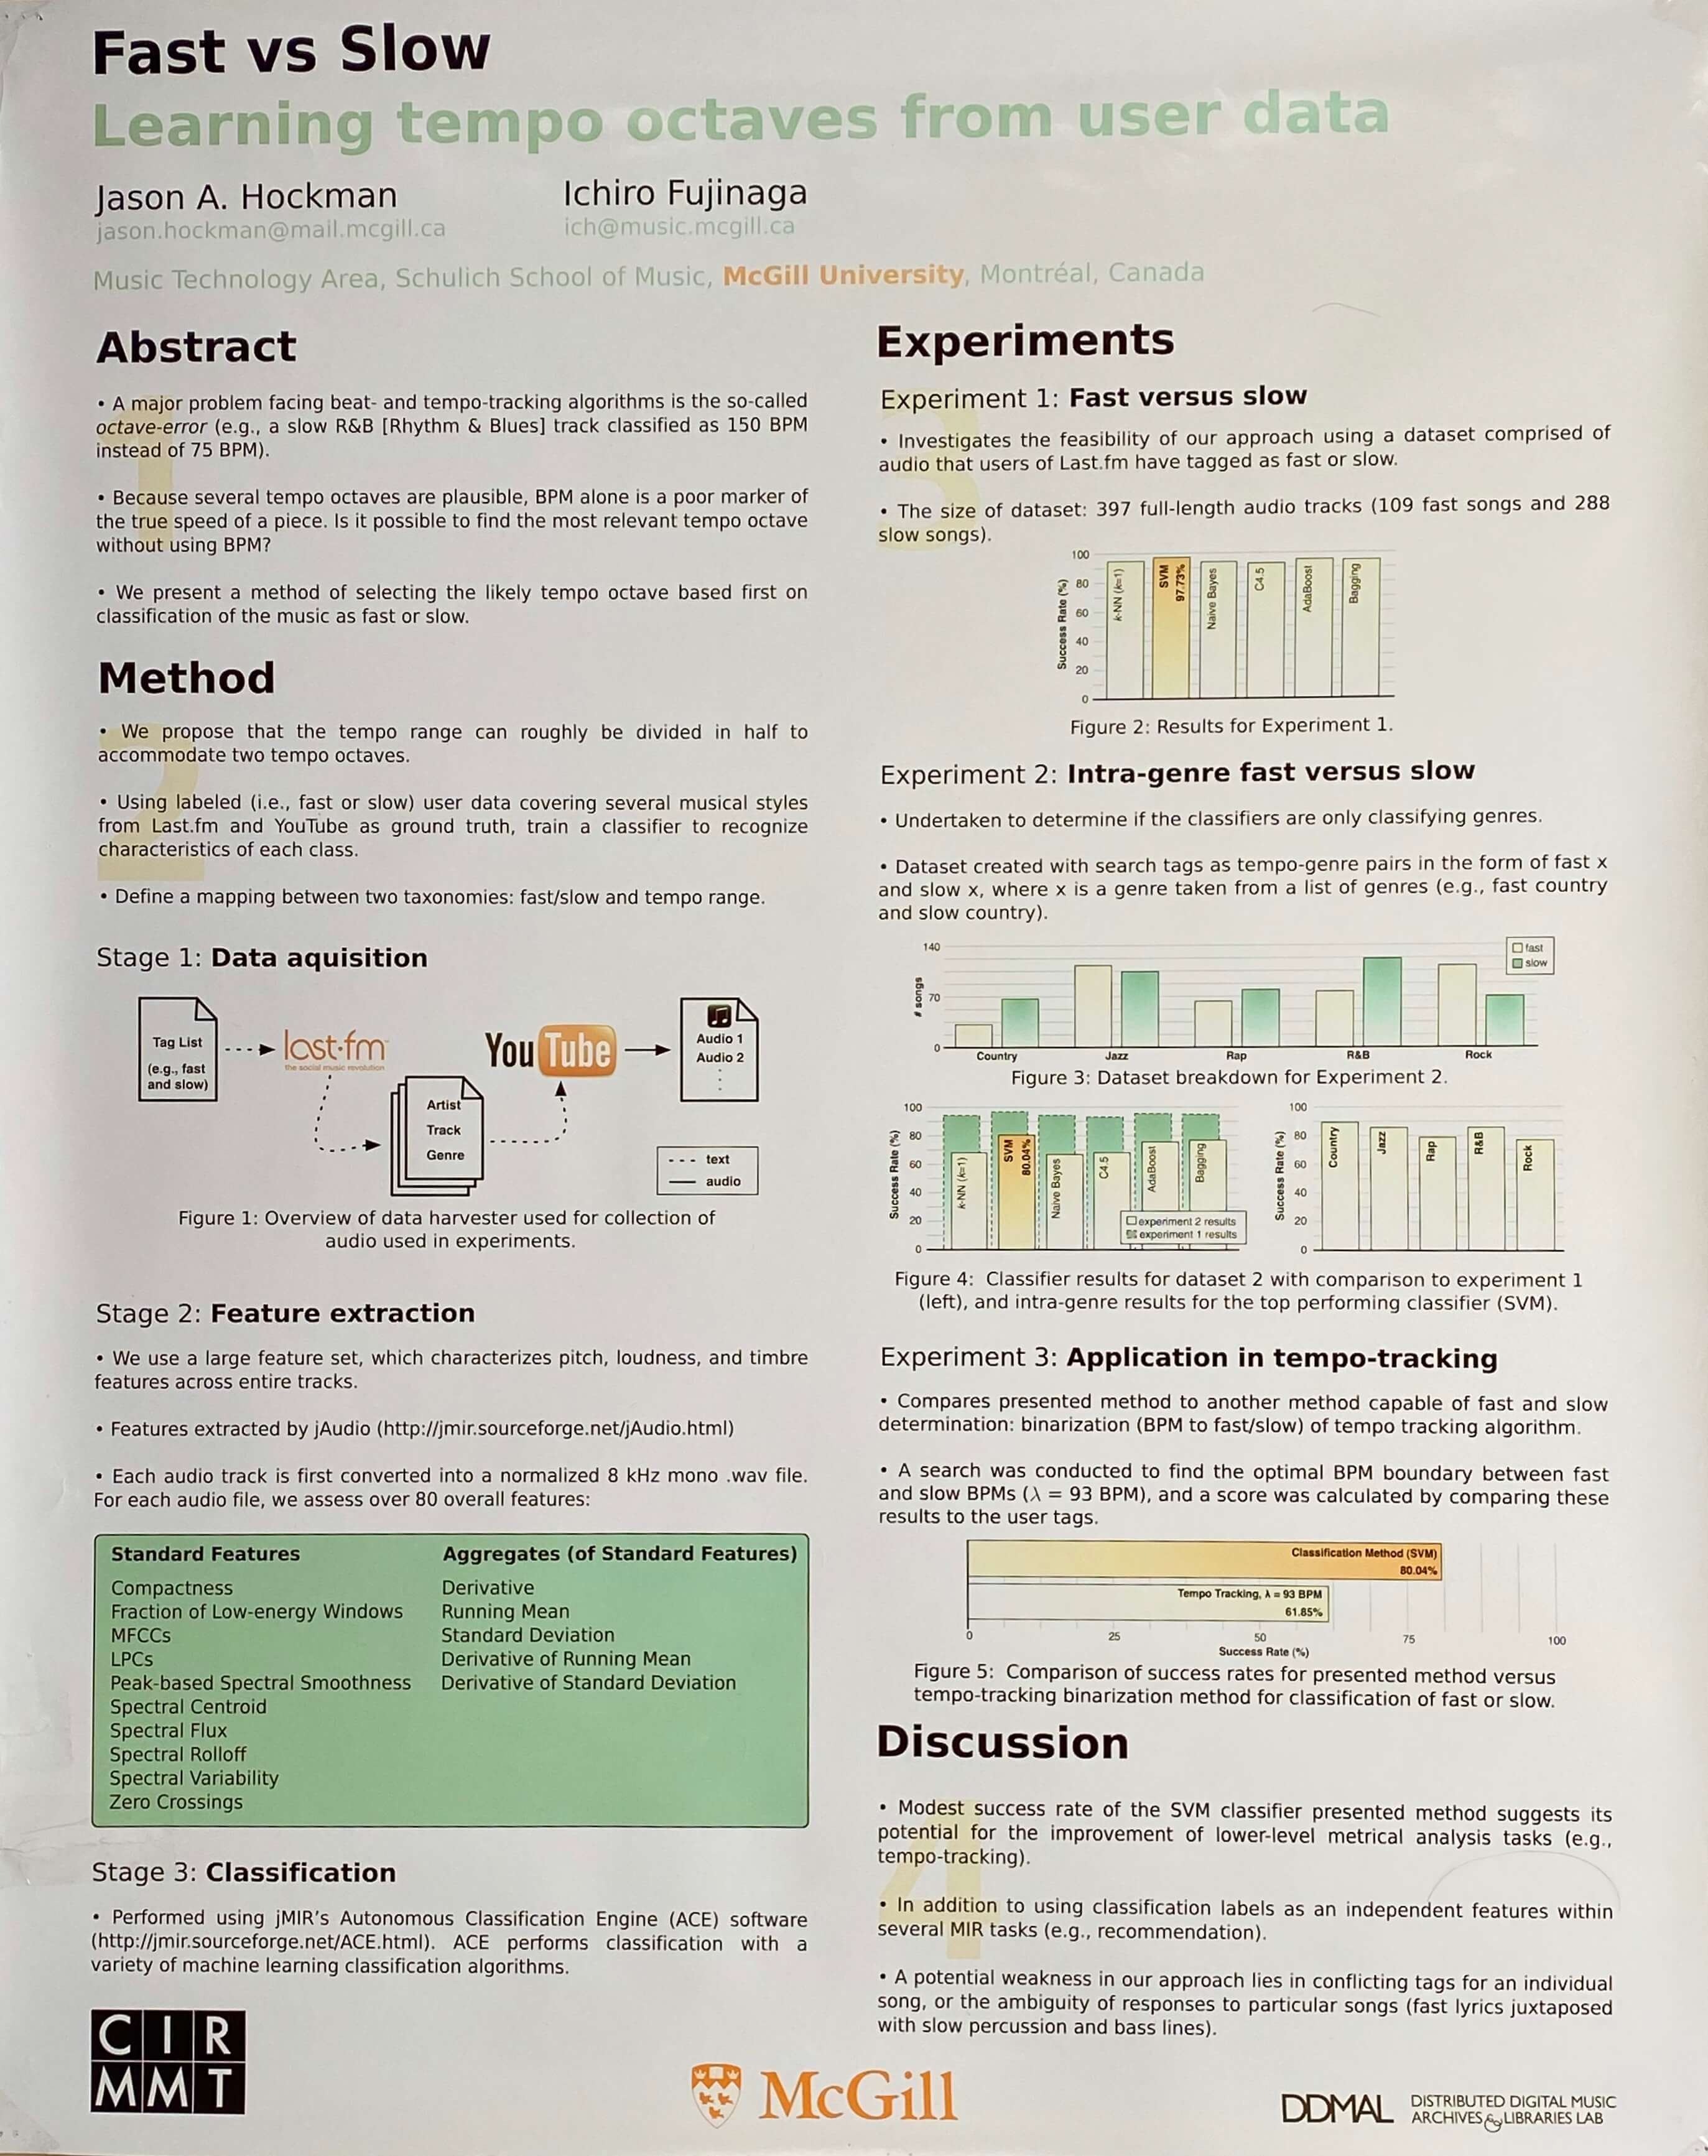 Fast vs Slow
Learning tempo octaves from user data
Jason A. Hockman
jason.hockman@mail.mcgill.ca
Ichiro Fujinaga
ich@music.mcgill.ca
Music Technology Area, Schulich School of Music, McGill University, Montréal, Canada
1
Abstract
• A major problem facing beat- and tempo-tracking algorithms is the so-called
octave-error (e.g., a slow R&B [Rhythm & Blues] track classified as 150 BPM
instead of 75 BPM).
• Because several tempo octaves are plausible, BPM alone is a poor marker of
the true speed of a piece. Is it possible to find the most relevant tempo octave
without using BPM?
• We present a method of selecting the likely tempo octave based first on
classification of the music as fast or slow.
2
Method
• We propose that the tempo range can roughly be divided in half to
accommodate two tempo octaves.
• Using labeled (i.e., fast or slow) user data covering several musical styles
from Last.fm and YouTube as ground truth, train a classifier to recognize
characteristics of each class.
• Define a mapping between two taxonomies: fast/slow and tempo range.
Stage 1: Data aquisition
Tag List
(e.g., fast
and slow)
last.fm
the social music revolution
YouTube
Audio 1
Audio 2
Artist
Track
Genre
text
audio
Figure 1: Overview of data harvester used for collection of
audio used in experiments.
Stage 2: Feature extraction
• We use a large feature set, which characterizes pitch, loudness, and timbre
features across entire tracks.
• Features extracted by jAudio (http://jmir.sourceforge.net/jAudio.html)
• Each audio track is first converted into a normalized 8 kHz mono .wav file.
For each audio file, we assess over 80 overall features:
Standard Features
Compactness
Fraction of Low-energy Windows
MFCCs
LPCs
Peak-based Spectral Smoothness
Spectral Centroid
Spectral Flux
Spectral Rolloff
Spectral Variability
Zero Crossings
Aggregates (of Standard Features)
Derivative
Running Mean
Standard Deviation
Derivative of Running Mean
Derivative of Standard Deviation
Stage 3: Classification
• Performed using jMIR's Autonomous Classification Engine (ACE) software
(http://jmir.sourceforge.net/ACE.html). ACE performs classification with a
variety of machine learning classification algorithms.
3
Experiments
Experiment 1: Fast versus slow
• Investigates the feasibility of our approach using a dataset comprised of
audio that users of Last.fm have tagged as fast or slow.
• The size of dataset: 397 full-length audio tracks (109 fast songs and 288
slow songs).
Success Rate (%)
100
80
60
40
20
0
k-NN (k=1)
SVM
97.73%
Naive Bayes
C4.5
AdaBoost
Bagging
Figure 2: Results for Experiment 1.
Experiment 2: Intra-genre fast versus slow
• Undertaken to determine if the classifiers are only classifying genres.
• Dataset created with search tags as tempo-genre pairs in the form of fast x
and slow x, where x is a genre taken from a list of genres (e.g., fast country
and slow country).
# songs
140
70
0
fast
slow
Country
Jazz
Rap
R&B
Rock
Figure 3: Dataset breakdown for Experiment 2.
Success Rate (%)
100
80
60
40
20
0
k-NN (k=1)
SVM
80.04%
Naive Bayes
C4.5
AdaBoost
Bagging
experiment 2 results
experiment 1 results
Success Rate (%)
100
80
60
40
20
0
Country
Jazz
Rap
R&B
Rock
Figure 4: Classifier results for dataset 2 with comparison to experiment 1
(left), and intra-genre results for the top performing classifier (SVM).
Experiment 3: Application in tempo-tracking
• Compares presented method to another method capable of fast and slow
determination: binarization (BPM to fast/slow) of tempo tracking algorithm.
• A search was conducted to find the optimal BPM boundary between fast
and slow BPMs (λ = 93 BPM), and a score was calculated by comparing these
results to the user tags.
Classification Method (SVM)
80.04%
Tempo Tracking, λ = 93 BPM
61.85%
0
25
50
75
100
Success Rate (%)
Figure 5: Comparison of success rates for presented method versus
tempo-tracking binarization method for classification of fast or slow.
4
Discussion
• Modest success rate of the SVM classifier presented method suggests its
potential for the improvement of lower-level metrical analysis tasks (e.g.,
tempo-tracking).
• In addition to using classification labels as an independent features within
several MIR tasks (e.g., recommendation).
• A potential weakness in our approach lies in conflicting tags for an individual
song, or the ambiguity of responses to particular songs (fast lyrics juxtaposed
with slow percussion and bass lines).
CIR
MMT
McGill
DDMAL
DISTRIBUTED DIGITAL MUSIC
ARCHIVES & LIBRARIES LAB